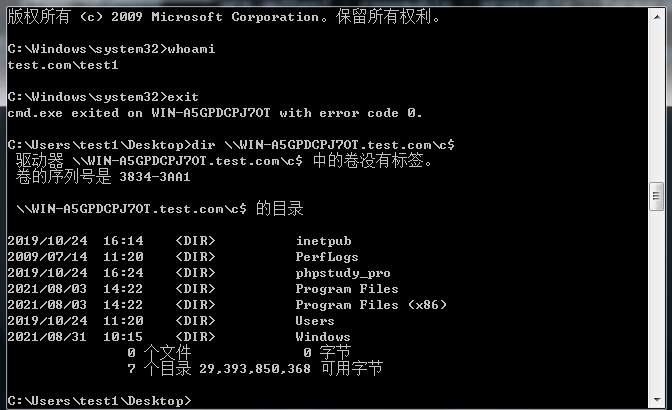 版权所有 (c) 2009 Microsoft Corporation。保留所有权利。
C:\Windows\system32>whoami
test.com\test1
C:\Windows\system32>exit
cmd.exe exited on WIN-A5GPDCPJ7OT with error code 0.
C:\Users\test1\Desktop>dir \\WIN-A5GPDCPJ7OT.test.com\c$
驱动器 \\WIN-A5GPDCPJ7OT.test.com\c$ 中的卷没有标签。
卷的序列号是 3834-3AA1
\\WIN-A5GPDCPJ7OT.test.com\c$ 的目录
2019/10/24  16:14    <DIR>          inetpub
2009/07/14  11:20    <DIR>          PerfLogs
2019/10/24  16:24    <DIR>          phpstudy_pro
2021/08/03  14:22    <DIR>          Program Files
2021/08/03  14:22    <DIR>          Program Files (x86)
2019/10/24  11:20    <DIR>          Users
2021/08/31  10:15    <DIR>          Windows
0 个文件              0 字节
7 个目录 29,393,850,368 可用字节
C:\Users\test1\Desktop>